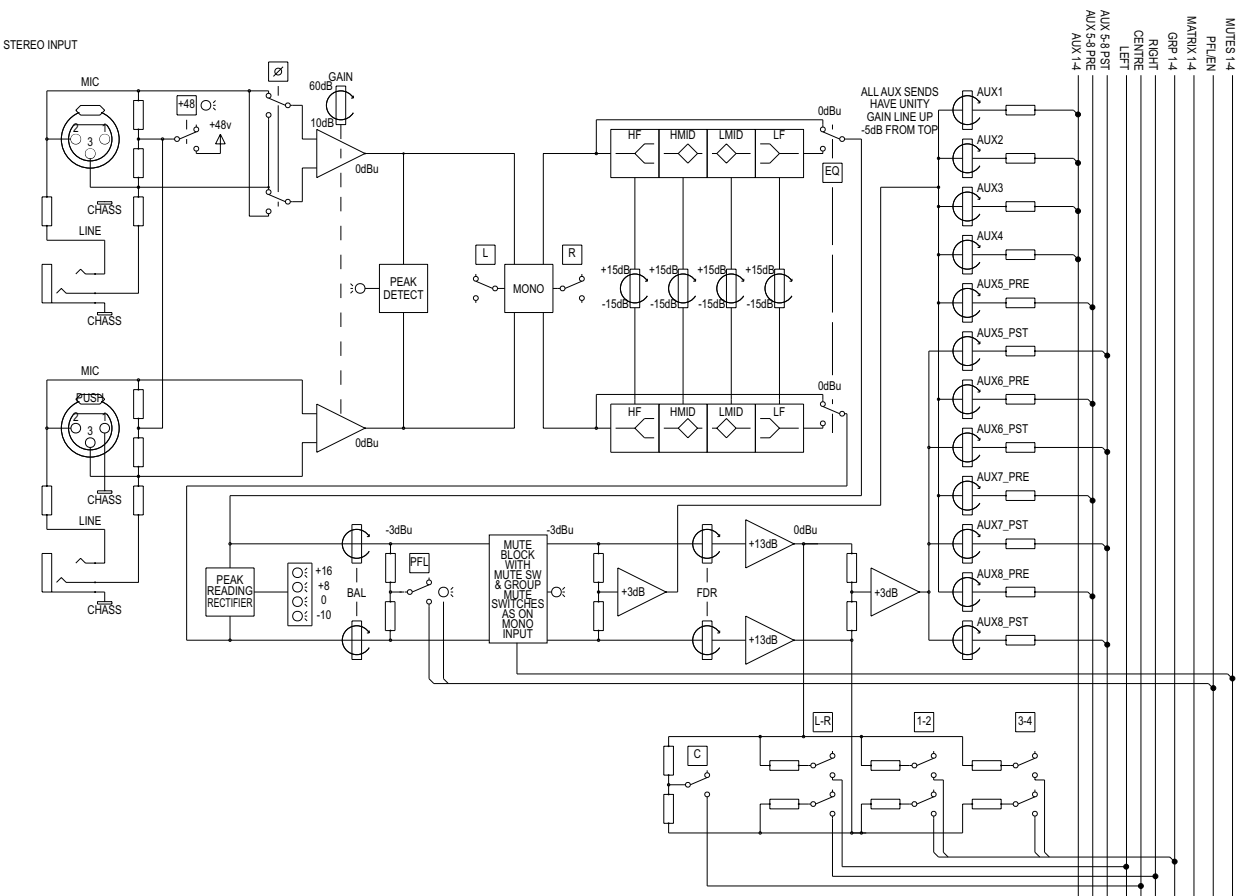 STEREO INPUT
MIC
2
1
3
CHASS
LINE
CHASS
+48
+48v
Ø
GAIN
60dB
10dB
0dBu
MIC
PUSH
2
1
3
CHASS
LINE
CHASS
0dBu
PEAK
DETECT
L
MONO
R
HF
HMID
LMID
LF
0dBu
EQ
+15dB
+15dB
+15dB
+15dB
-15dB
-15dB
-15dB
-15dB
0dBu
HF
HMID
LMID
LF
ALL AUX SENDS
HAVE UNITY
GAIN LINE UP
-5dB FROM TOP
AUX1
AUX2
AUX3
AUX4
AUX5_PRE
AUX5_PST
AUX6_PRE
AUX6_PST
AUX7_PRE
AUX7_PST
AUX8_PRE
AUX8_PST
AUX 1-4
AUX 5-8 PRE
AUX 5-8 PST
LEFT
CENTRE
RIGHT
GRP 1-4
MATRIX 1-4
PFL/EN
MUTES 1-4
PEAK
READING
RECTIFIER
+16
+8
0
-10
BAL
-3dBu
PFL
MUTE
BLOCK
WITH
MUTE SW
& GROUP
MUTE
SWITCHES
AS ON
MONO
INPUT
-3dBu
+3dB
FDR
+13dB
+13dB
0dBu
+3dB
C
L-R
1-2
3-4